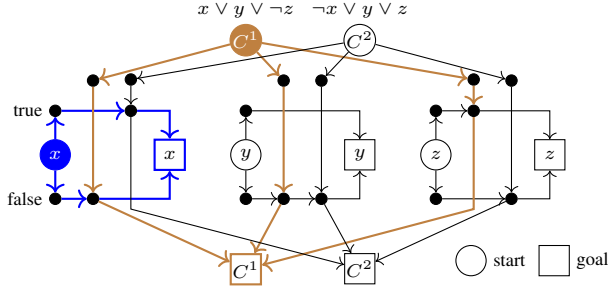 x ∨ y ∨ ¬z   ¬x ∨ y ∨ z
C¹   C²
true
x   x   y   y   z   z
false
C¹   C²   start   goal